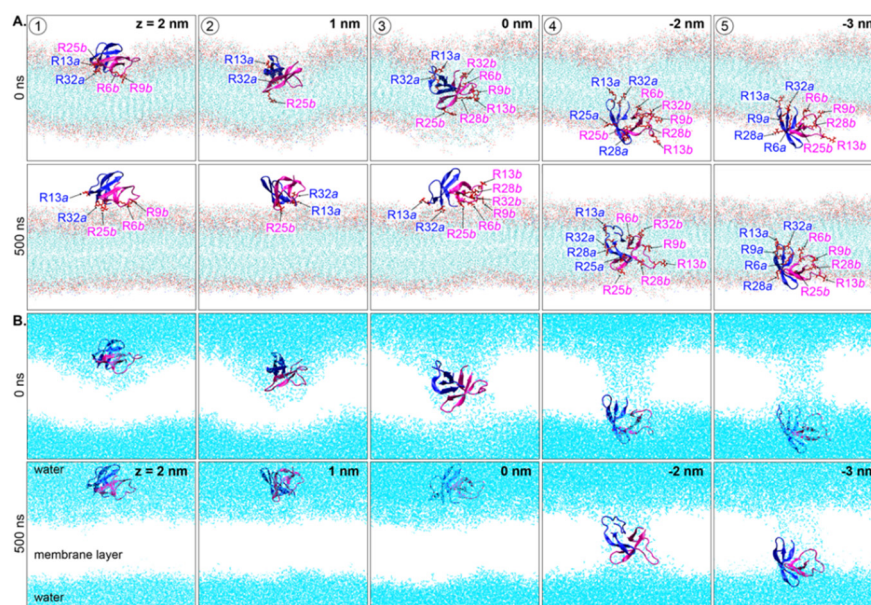 A.
1 z = 2 nm
2 1 nm
3 0 nm
4 -2 nm
5 -3 nm
0 ns
R25b
R13a
R32a
R6b R9b
R13a
R32a
R25b
R13a R32b
R32a R6b
R9b
R13b
R25b R28b
R13a R32a
R6b
R32b
R25a R9b
R25b R28b
R28a R13b
R13a R32a
R6b
R9a R9b
R28b
R6a R25b R13b
500 ns
R13a
R32a R9b
R25b R6b
R32a
R13a
R25b
R13b
R28b
R13a R32b
R9b
R32a R25b R6b
R13a R6b R32b
R32a R9b
R28a R13b
R25a R28b
R25b
R13a R32a
R9a R6b
R9b
R6a R28b
R28a R25b R13b
B.
0 ns
500 ns
water z = 2 nm
1 nm
0 nm
-2 nm
-3 nm
membrane layer
water